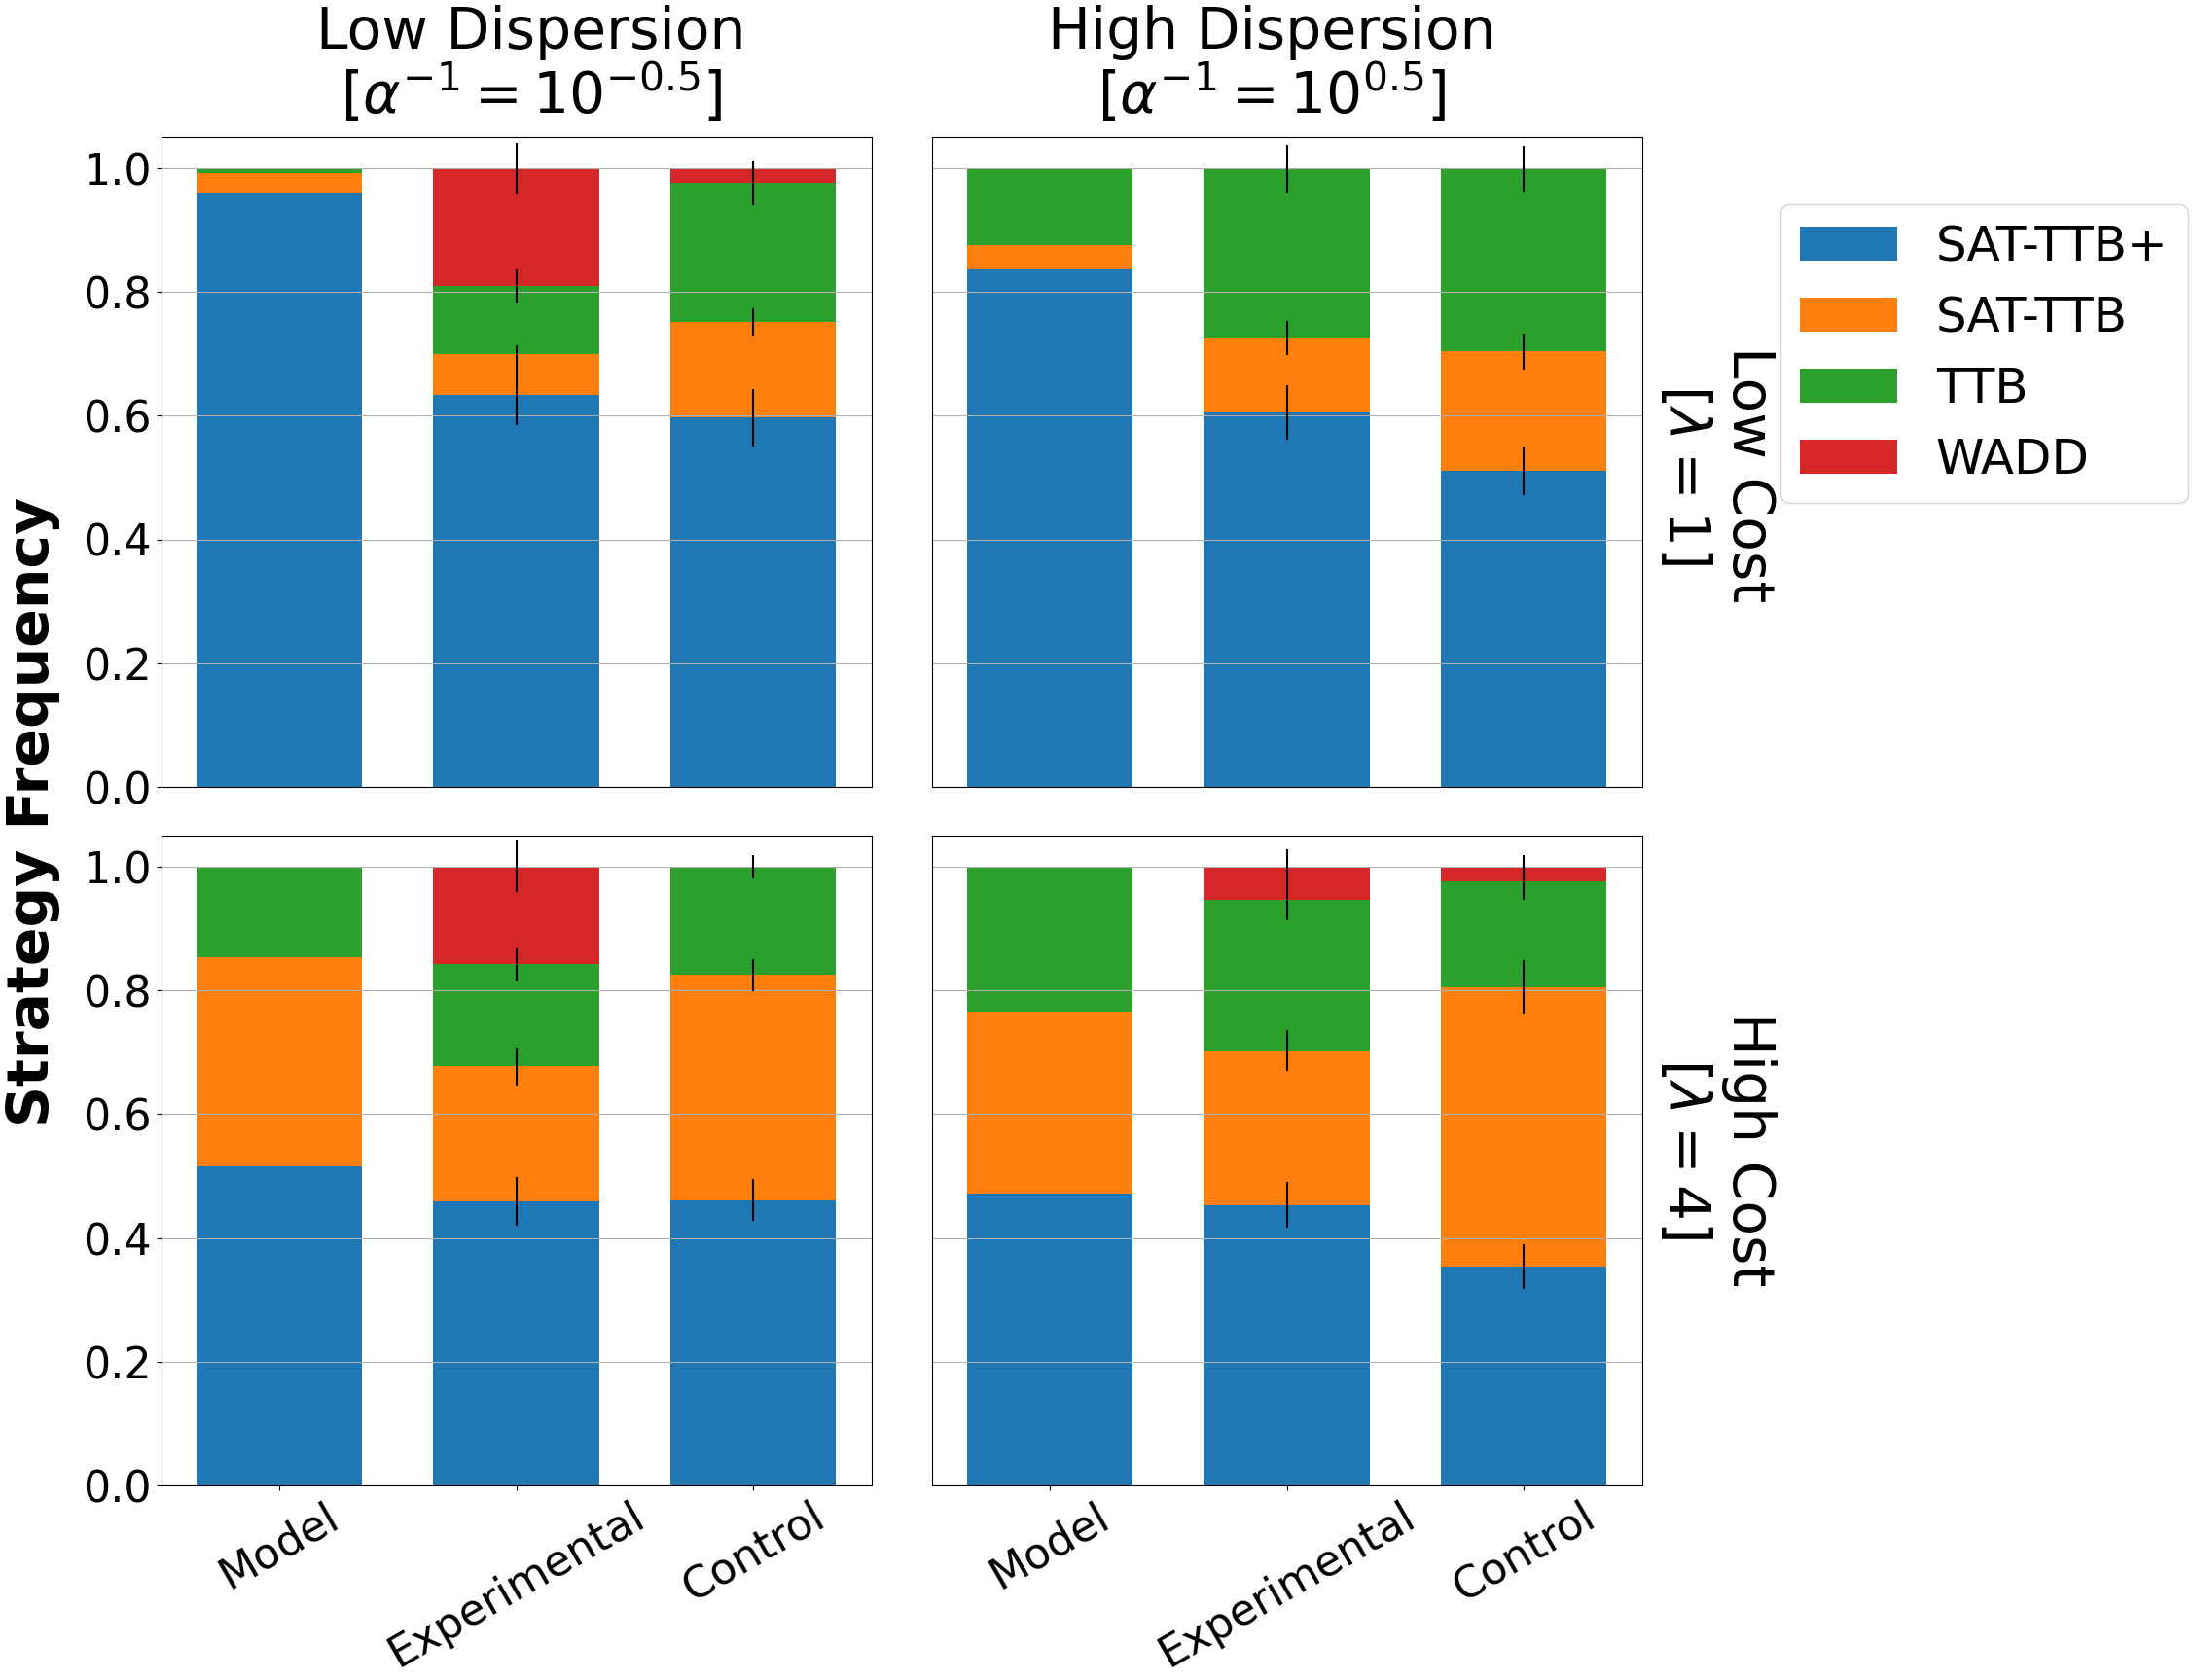 Low Dispersion
[α⁻¹ = 10⁻⁰·⁵]
High Dispersion
[α⁻¹ = 10⁰·⁵]
Strategy Frequency
1.0
0.8
0.6
0.4
0.2
0.0
Low Cost
[λ = 1]
SAT-TTB+
SAT-TTB
TTB
WADD
1.0
0.8
0.6
0.4
0.2
0.0
High Cost
[λ = 4]
Model
Experimental
Control
Model
Experimental
Control